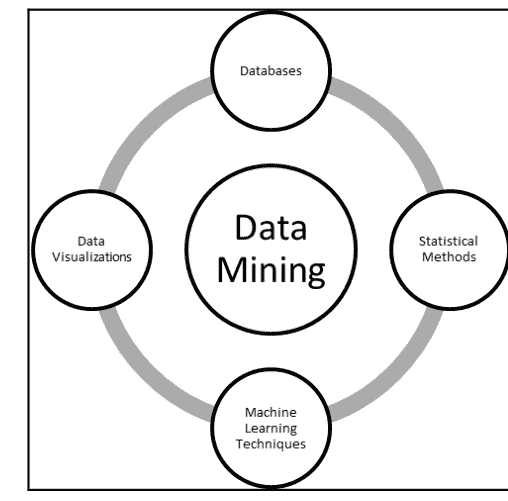 Databases
Data
Visualizations
Data
Mining
Statistical
Methods
Machine
Learning
Techniques